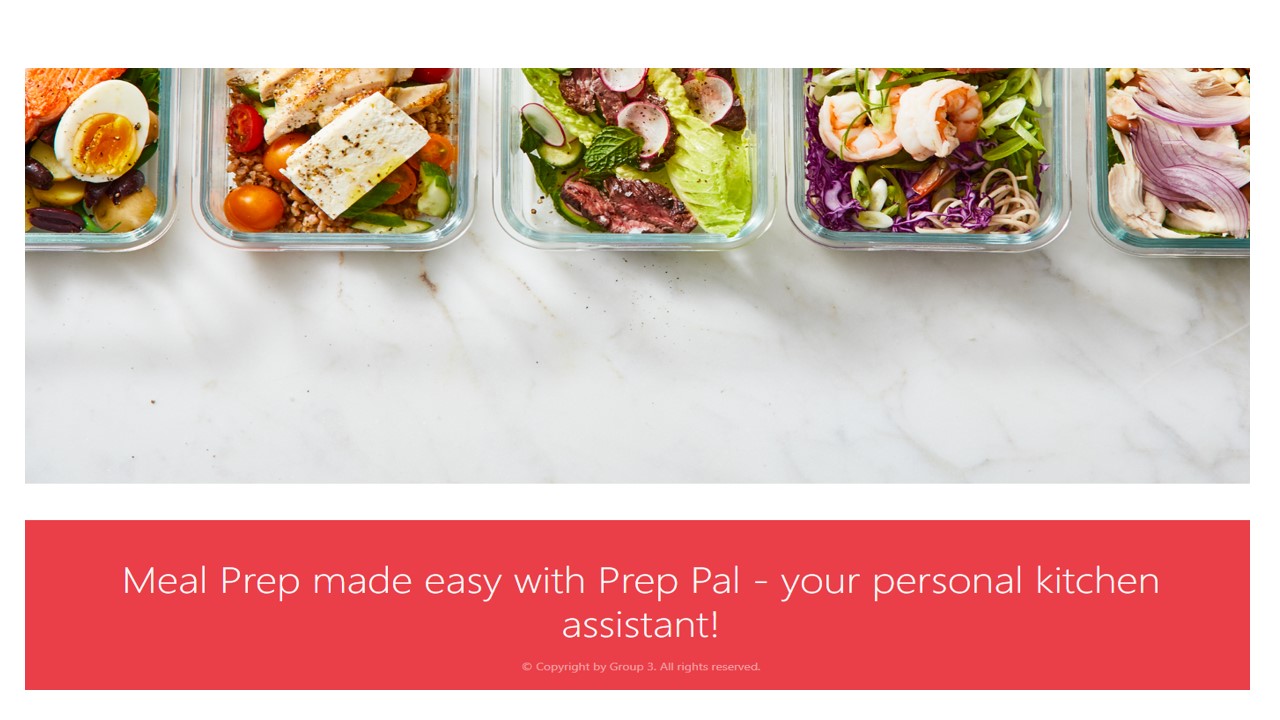 Meal Prep made easy with Prep Pal - your personal kitchen
assistant!
© Copyright by Group 3. All rights reserved.